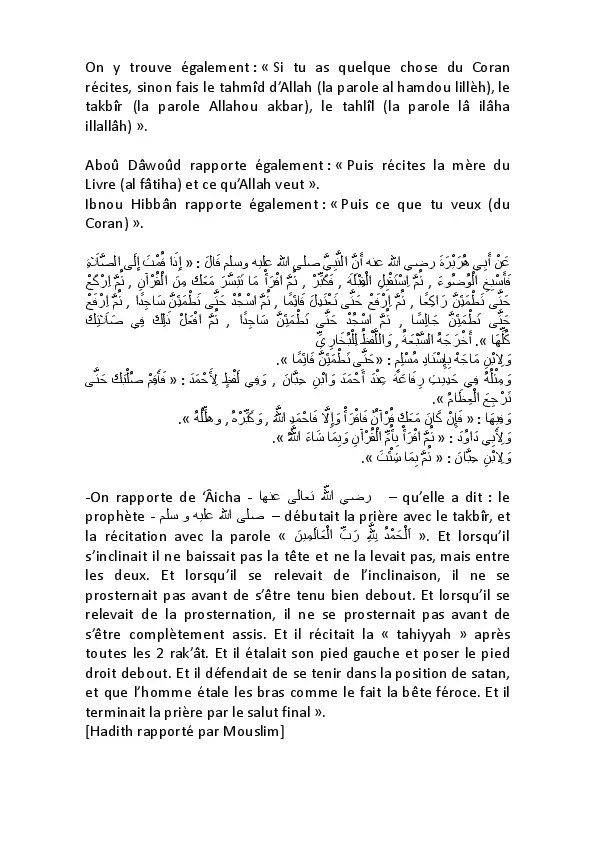 On y trouve également : « Si tu as quelque chose du Coran
récites, sinon fais le tahmîd d’Allah (la parole al hamdou lillèh), le
takbîr (la parole Allahou akbar), le tahlîl (la parole lâ ilâha
illallâh) ».
Aboû Dâwoûd rapporte également : « Puis récites la mère du
Livre (al fâtiha) et ce qu’Allah veut ».
Ibnou Hibbân rapporte également : « Puis ce que tu veux (du
Coran) ».
عَنْ أَبِي هُرَيْرَةَ رضي الله عنه أَنَّ النَّبِيَّ صلى الله عليه وسلم قَالَ : « إِذَا قُمْتَ إِلَى الصَّلَاةِ
فَأَسْبِغِ الْوُضُوءَ , ثُمَّ اِسْتَقْبِلِ الْقِبْلَةَ , فَكَبِّرْ , ثُمَّ اقْرَأْ مَا تَيَسَّرَ مَعَكَ مِنَ الْقُرْآنِ , ثُمَّ اِرْكَعْ
حَتَّى تَطْمَئِنَّ رَاكِعًا , ثُمَّ اِرْفَعْ حَتَّى تَعْتَدِلَ قَائِمًا , ثُمَّ اسْجُدْ حَتَّى تَطْمَئِنَّ سَاجِدًا , ثُمَّ اِرْفَعْ
حَتَّى تَطْمَئِنَّ جَالِسًا , ثُمَّ اسْجُدْ حَتَّى تَطْمَئِنَّ سَاجِدًا , ثُمَّ افْعَلْ ذَلِكَ فِي صَلَاتِكَ
كُلِّهَا ». أَخْرَجَهُ السَّبْعَةُ , وَاللَّفْظُ لِلْبُخَارِيِّ
وَلِابْنِ مَاجَهْ بِإِسْنَادِ مُسْلِمٍ : «حَتَّى تَطْمَئِنَّ قَائِمًا ».
وَمِثْلُهُ فِي حَدِيثِ رِفَاعَةَ عِنْدَ أَحْمَدَ وَابْنِ حِبَّانَ , وَفِي لَفْظٍ لِأَحْمَدَ : « فَأَقِمْ صُلْبَكَ حَتَّى
تَرْجِعَ الْعِظَامُ ».
وَفِيهَا : « فَإِنْ كَانَ مَعَكَ قُرْآنٌ فَاقْرَأْ وَإِلَّا فَاحْمَدِ اللَّهَ , وَكَبِّرْهُ , وهلِّلْهُ ».
وَلِأَبِي دَاوُدَ : « ثُمَّ اقْرَأْ بِأُمِّ الْقُرْآنِ وَبِمَا شَاءَ اللَّهُ ».
وَلِابْنِ حِبَّانَ : « ثُمَّ بِمَا شِئْتَ ».
-On rapporte de ‘Âicha - رضي اللّه تعالى عنها – qu’elle a dit : le
prophète - صلى الله عليه و سلم – débutait la prière avec le takbîr, et
la récitation avec la parole « اَلْحَمْدُ لِلَّهِ رَبِّ الْعَالَمِينَ ». Et lorsqu’il
s’inclinait il ne baissait pas la tête et ne la levait pas, mais entre
les deux. Et lorsqu’il se relevait de l’inclinaison, il ne se
prosternait pas avant de s’être tenu bien debout. Et lorsqu’il se
relevait de la prosternation, il ne se prosternait pas avant de
s’être complètement assis. Et il récitait la « tahiyyah » après
toutes les 2 rak’ât. Et il étalait son pied gauche et poser le pied
droit debout. Et il défendait de se tenir dans la position de satan,
et que l’homme étale les bras comme le fait la bête féroce. Et il
terminait la prière par le salut final ».
[Hadith rapporté par Mouslim]